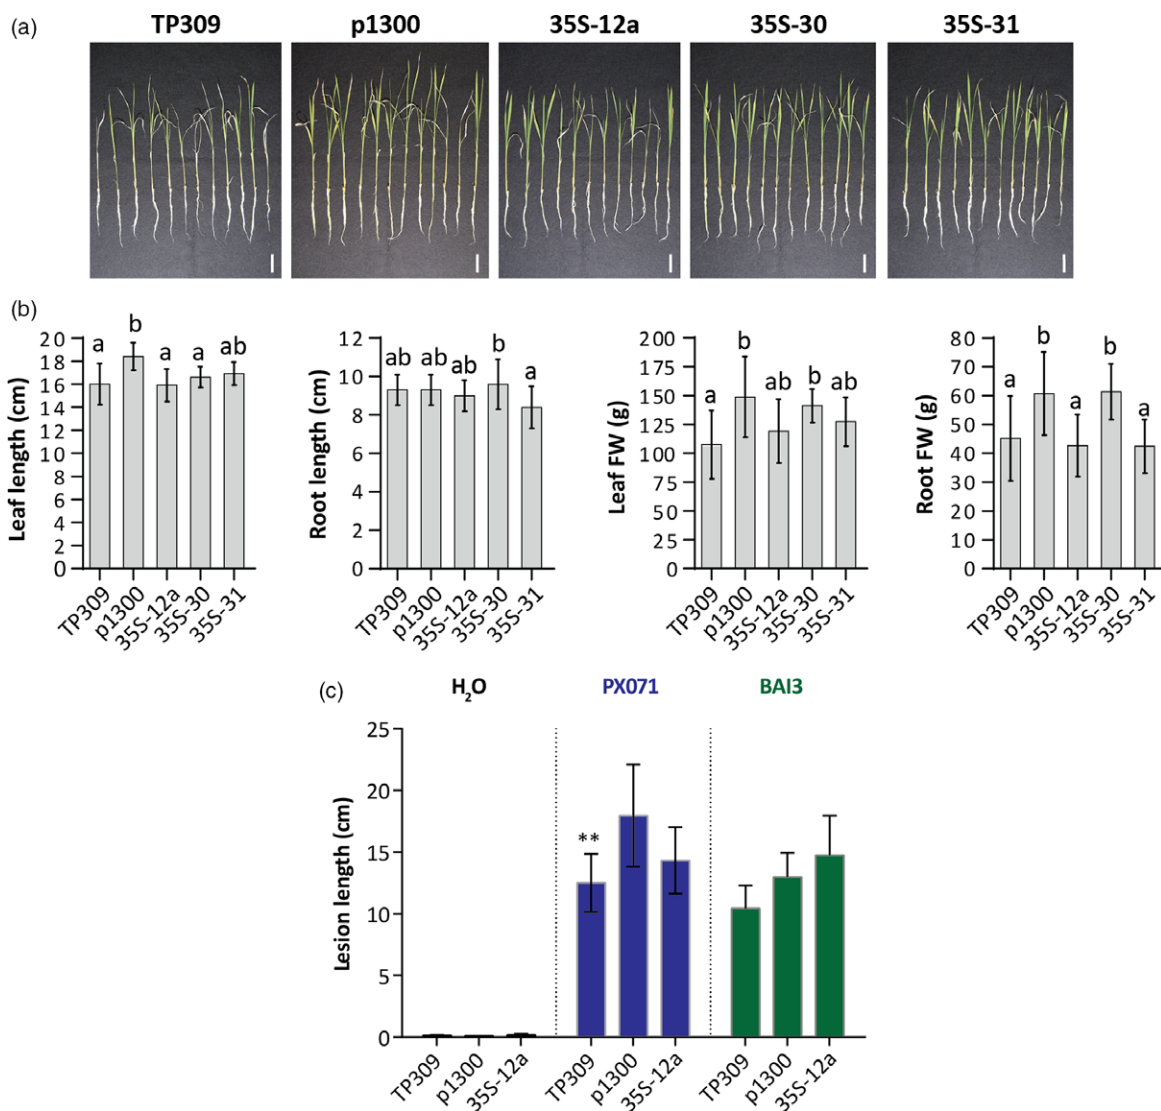 (a)
TP309 p1300 35S-12a 35S-30 35S-31
(b)
Leaf length (cm)
20
18
16
14
12
10
8
6
4
2
0
a b a a ab
TP309 p1300 35S-12a 35S-30 35S-31
Root length (cm)
12
10
8
6
4
2
0
ab ab ab b a
TP309 p1300 35S-12a 35S-30 35S-31
Leaf FW (g)
200
175
150
125
100
75
50
25
0
a b ab b ab
TP309 p1300 35S-12a 35S-30 35S-31
Root FW (g)
80
70
60
50
40
30
20
10
0
a b a b a
TP309 p1300 35S-12a 35S-30 35S-31
(c)
H₂O PX071 BAI3
Lesion length (cm)
25
20
15
10
5
0
**
TP309 p1300 35S-12a TP309 p1300 35S-12a TP309 p1300 35S-12a